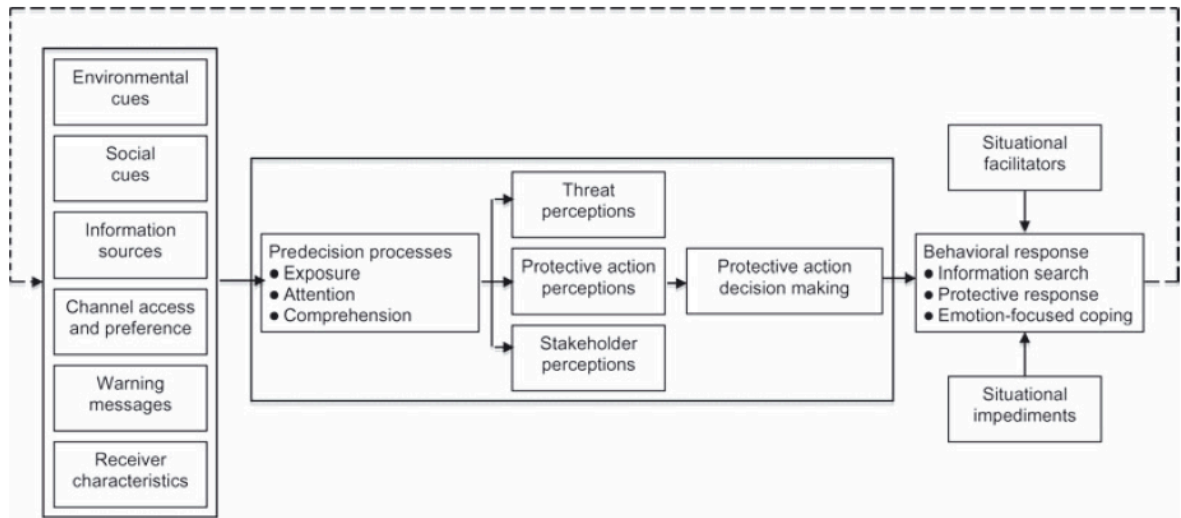 Environmental
cues
Social
cues
Information
sources
Channel access
and preference
Warning
messages
Receiver
characteristics
Predecision processes
● Exposure
● Attention
● Comprehension
Threat
perceptions
Protective action
perceptions
Stakeholder
perceptions
Protective action
decision making
Situational
facilitators
Behavioral response
● Information search
● Protective response
● Emotion-focused coping
Situational
impediments